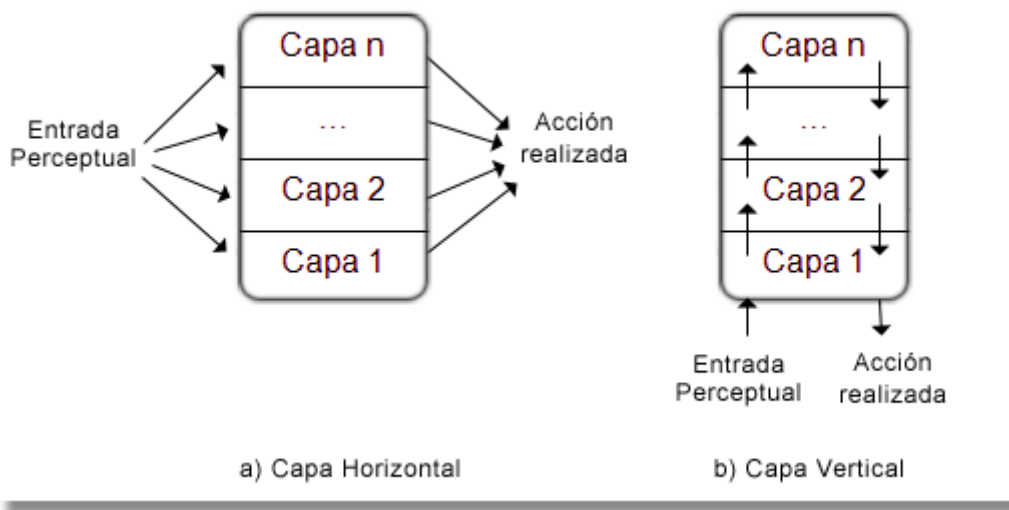 Capa n
...
Capa 2
Capa 1
Entrada
Perceptual
Acción
realizada
a) Capa Horizontal
Capa n
...
Capa 2
Capa 1
Entrada
Perceptual
Acción
realizada
b) Capa Vertical